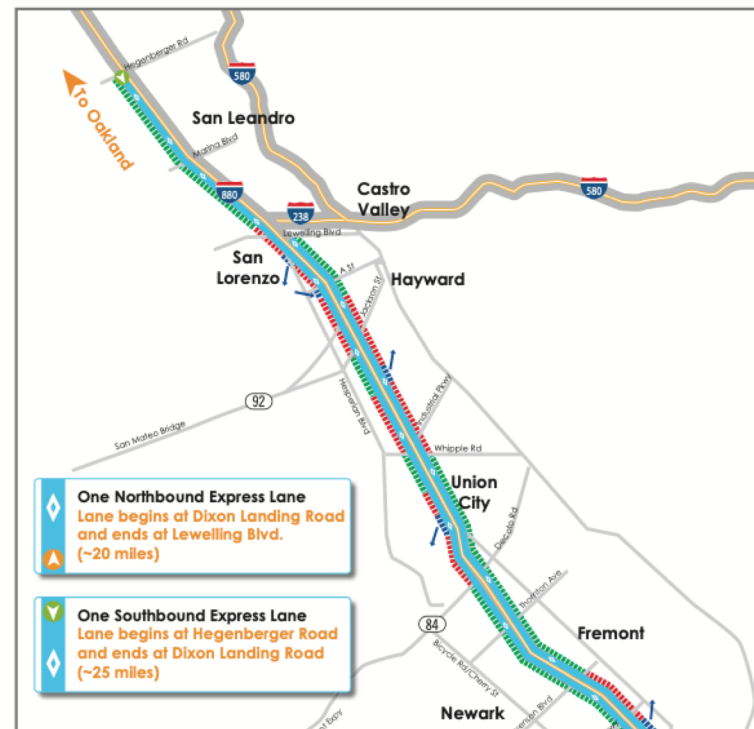 Hegenberger Rd
580
To Oakland
San Leandro
Marina Blvd
880
238
Castro
Valley
580
Lewelling Blvd
San
Lorenzo
A St
Hayward
Jackson St
92
Hesperian Blvd
Industrial Pkwy
San Mateo Bridge
Whipple Rd
One Northbound Express Lane
Lane begins at Dixon Landing Road
and ends at Lewelling Blvd.
(~20 miles)
Union
City
Decoto Rd
One Southbound Express Lane
Lane begins at Hegenberger Road
and ends at Dixon Landing Road
(~25 miles)
Thornton Ave
84
Fremont
Bicycle Rd/Cherry St
Newark
Blvd
Expy